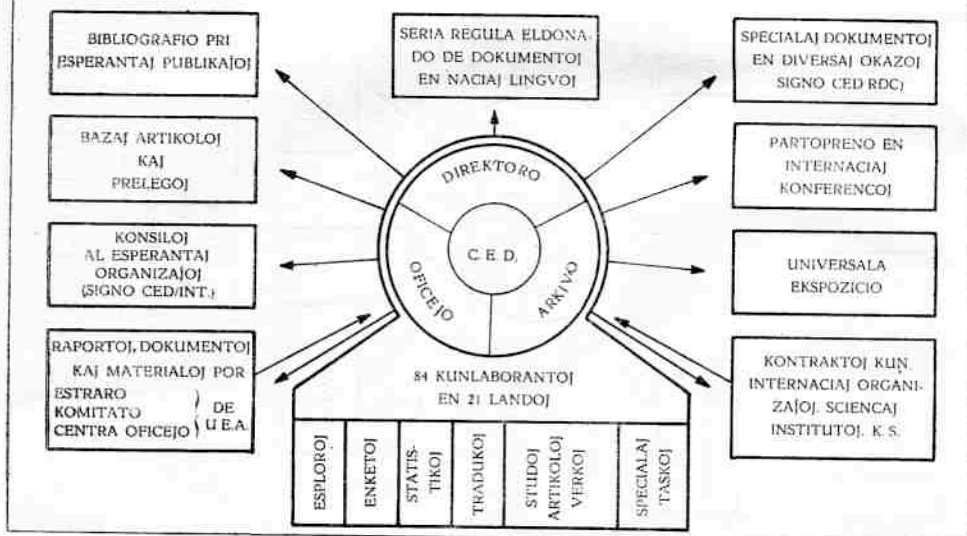 BIBLIOGRAFIO PRI
ESPERANTAJ PUBLIKAĴOJ
SERIA REGULA ELDONA-
DO DE DOKUMENTOJ
EN NACIAJ LINGVOJ
SPECIALAJ DOKUMENTOJ
EN DIVERSAJ OKAZOJ
SIGNO CED RDC)
BAZAJ ARTIKOLOJ
KAJ
PRELEGOJ
PARTOPRENO EN
INTERNACIAJ
KONFERENCOJ
KONSILOJ
AL ESPERANTAJ
ORGANIZAĴOJ
(SIGNO CED/INT.)
UNIVERSALA
EKSPOZICIO
RAPORTOJ, DOKUMENTOJ
KAJ MATERIALOJ POR
ESTRARO
KOMITATO
CENTRA OFICEJO
DE
U.E.A.
KONTRAKTOJ KUN
INTERNACIAJ ORGANI-
ZAĴOJ. SCIENCAJ
INSTITUTOJ. K. S.
DIREKTORO
C. E. D.
OFICEJO
ARKIVO
84 KUNLABORANTOJ
EN 21 LANDOJ
ESPLOROJ
ENKETOJ
STATIS-
TIKOJ
TRADUKOJ
STUDOJ
ARTIKOLOJ
VERKOJ
SPECIALAJ
TASKOJ